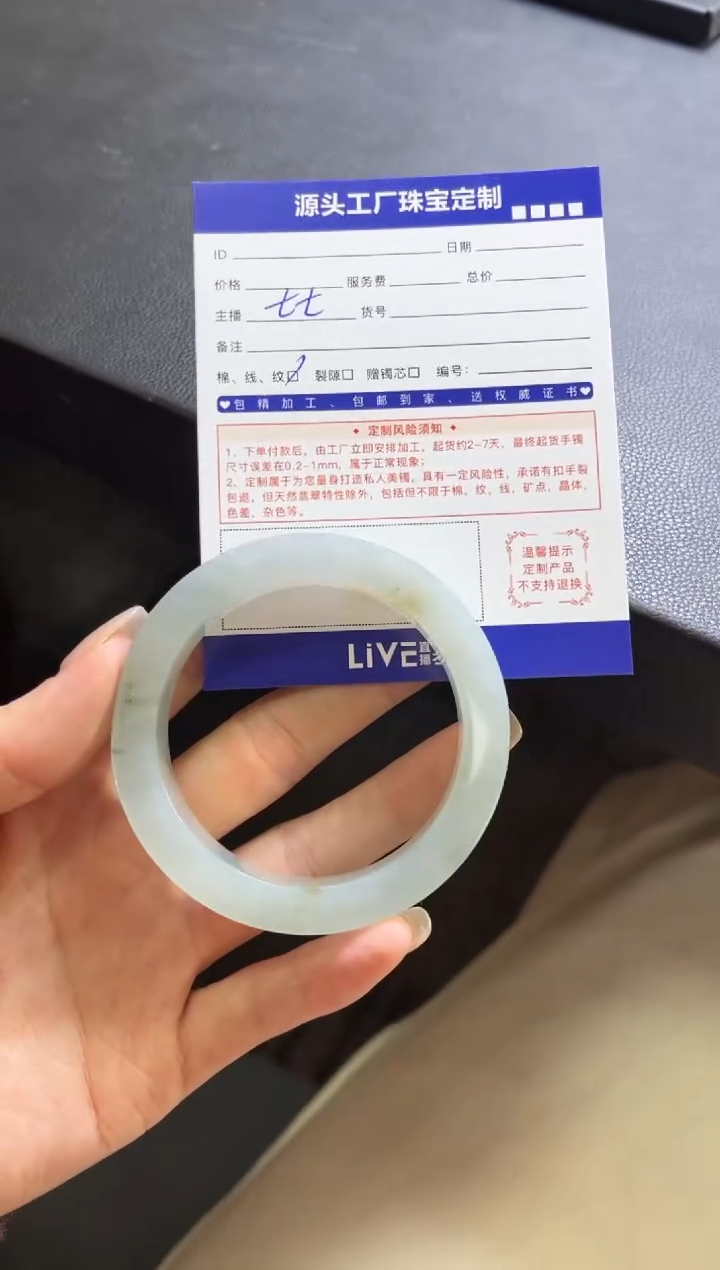 源头工厂珠宝定制
ID 日期
价格 服务费 总价
主播 七七 货号
备注
棉、线、纹☑ 裂隙□ 赠镯芯□ 编号：
包精加工、包邮到家、送权威证书
定制风险须知
1、下单付款后，由工厂立即安排加工，起货约2-7天、最终起货手镯
尺寸误差在0.2-1mm，属于正常现象；
2、定制属于为您量身打造私人美镯，具有一定风险性，承诺有扣手裂
包退，但天然翡翠特性除外，包括但不限于棉，纹，线，矿点，晶体，
色差，杂色等。
温馨提示
定制产品
不支持退换
LiVE直播